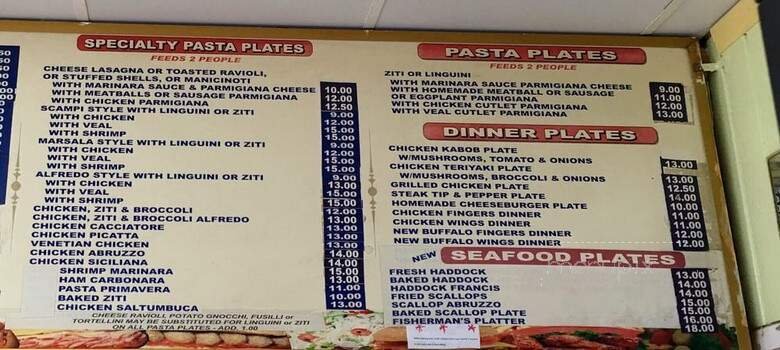 SPECIALTY PASTA PLATES
FEEDS 2 PEOPLE
CHEESE LASAGNA OR TOASTED RAVIOLI,
OR STUFFED SHELLS, OR MANICINOTI
WITH MARINARA SAUCE & PARMIGIANA CHEESE 10.00
WITH MEATBALLS OR SAUSAGE PARMIGIANA 12.00
WITH CHICKEN PARMIGIANA 12.50
SCAMPI STYLE WITH LINGUINI OR ZITI 9.00
WITH CHICKEN 12.00
WITH VEAL 15.00
WITH SHRIMP 15.00
MARSALA STYLE WITH LINGUINI OR ZITI 9.00
WITH CHICKEN 12.00
WITH VEAL 15.00
WITH SHRIMP 15.00
ALFREDO STYLE WITH LINGUINI OR ZITI 9.00
WITH CHICKEN 13.00
WITH VEAL 15.00
WITH SHRIMP 15.00
CHICKEN, ZITI & BROCCOLI 12.00
CHICKEN, ZITI & BROCCOLI ALFREDO 13.00
CHICKEN CACCIATORE 13.00
CHICKEN PICATTA 13.00
VENETIAN CHICKEN 13.00
CHICKEN ABRUZZO 14.00
CHICKEN SICILIANA 14.00
SHRIMP MARINARA 15.00
HAM CARBONARA 13.00
PASTA PRIMAVERA 11.00
BAKED ZITI 10.00
CHICKEN SALTUMBUCA 13.00
CHEESE RAVIOLI, POTATO GNOCCHI, FUSILLI or
TORTELLINI MAY BE SUBSTITUTED FOR LINGUINI or ZITI
ON ALL PASTA PLATES - ADD. 1.00
PASTA PLATES
FEEDS 2 PEOPLE
ZITI OR LINGUINI
WITH MARINARA SAUCE PARMIGIANA CHEESE 9.00
WITH HOMEMADE MEATBALL OR SAUSAGE 11.00
OR EGGPLANT PARMIGIANA
WITH CHICKEN CUTLET PARMIGIANA 12.00
WITH VEAL CUTLET PARMIGIANA 13.00
DINNER PLATES
CHICKEN KABOB PLATE
W/MUSHROOMS, TOMATO & ONIONS 13.00
CHICKEN TERIYAKI PLATE
W/MUSHROOMS, BROCCOLI & ONIONS 13.00
GRILLED CHICKEN PLATE 12.50
STEAK TIP & PEPPER PLATE 14.00
HOMEMADE CHEESEBURGER PLATE 10.00
CHICKEN FINGERS DINNER 11.00
CHICKEN WINGS DINNER 11.00
NEW BUFFALO FINGERS DINNER 12.00
NEW BUFFALO WINGS DINNER 12.00
NEW SEAFOOD PLATES
FRESH HADDOCK 13.00
BAKED HADDOCK 14.00
HADDOCK FRANCIS 14.00
FRIED SCALLOPS 15.00
SCALLOP ABRUZZO 15.00
BAKED SCALLOP PLATE 16.00
FISHERMAN'S PLATTER 18.00